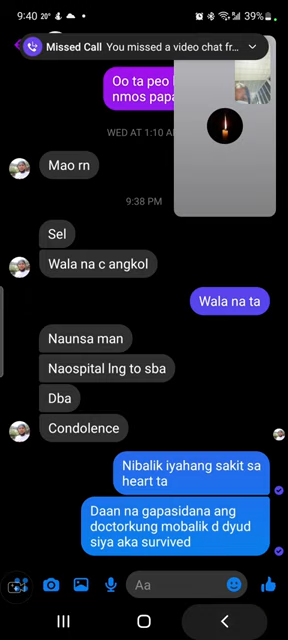 9:40 20°
39%
Missed Call You missed a video chat fr...
Oo ta peo
nmos papa
WED AT 1:10 A
Mao rn
9:38 PM
Sel
Wala na c angkol
Wala na ta
Naunsa man
Naospital lng to sba
Dba
Condolence
Nibalik iyahang sakit sa
heart ta
Daan na gapasidana ang
doctorkung mobalik d dyud
siya aka survived
Aa